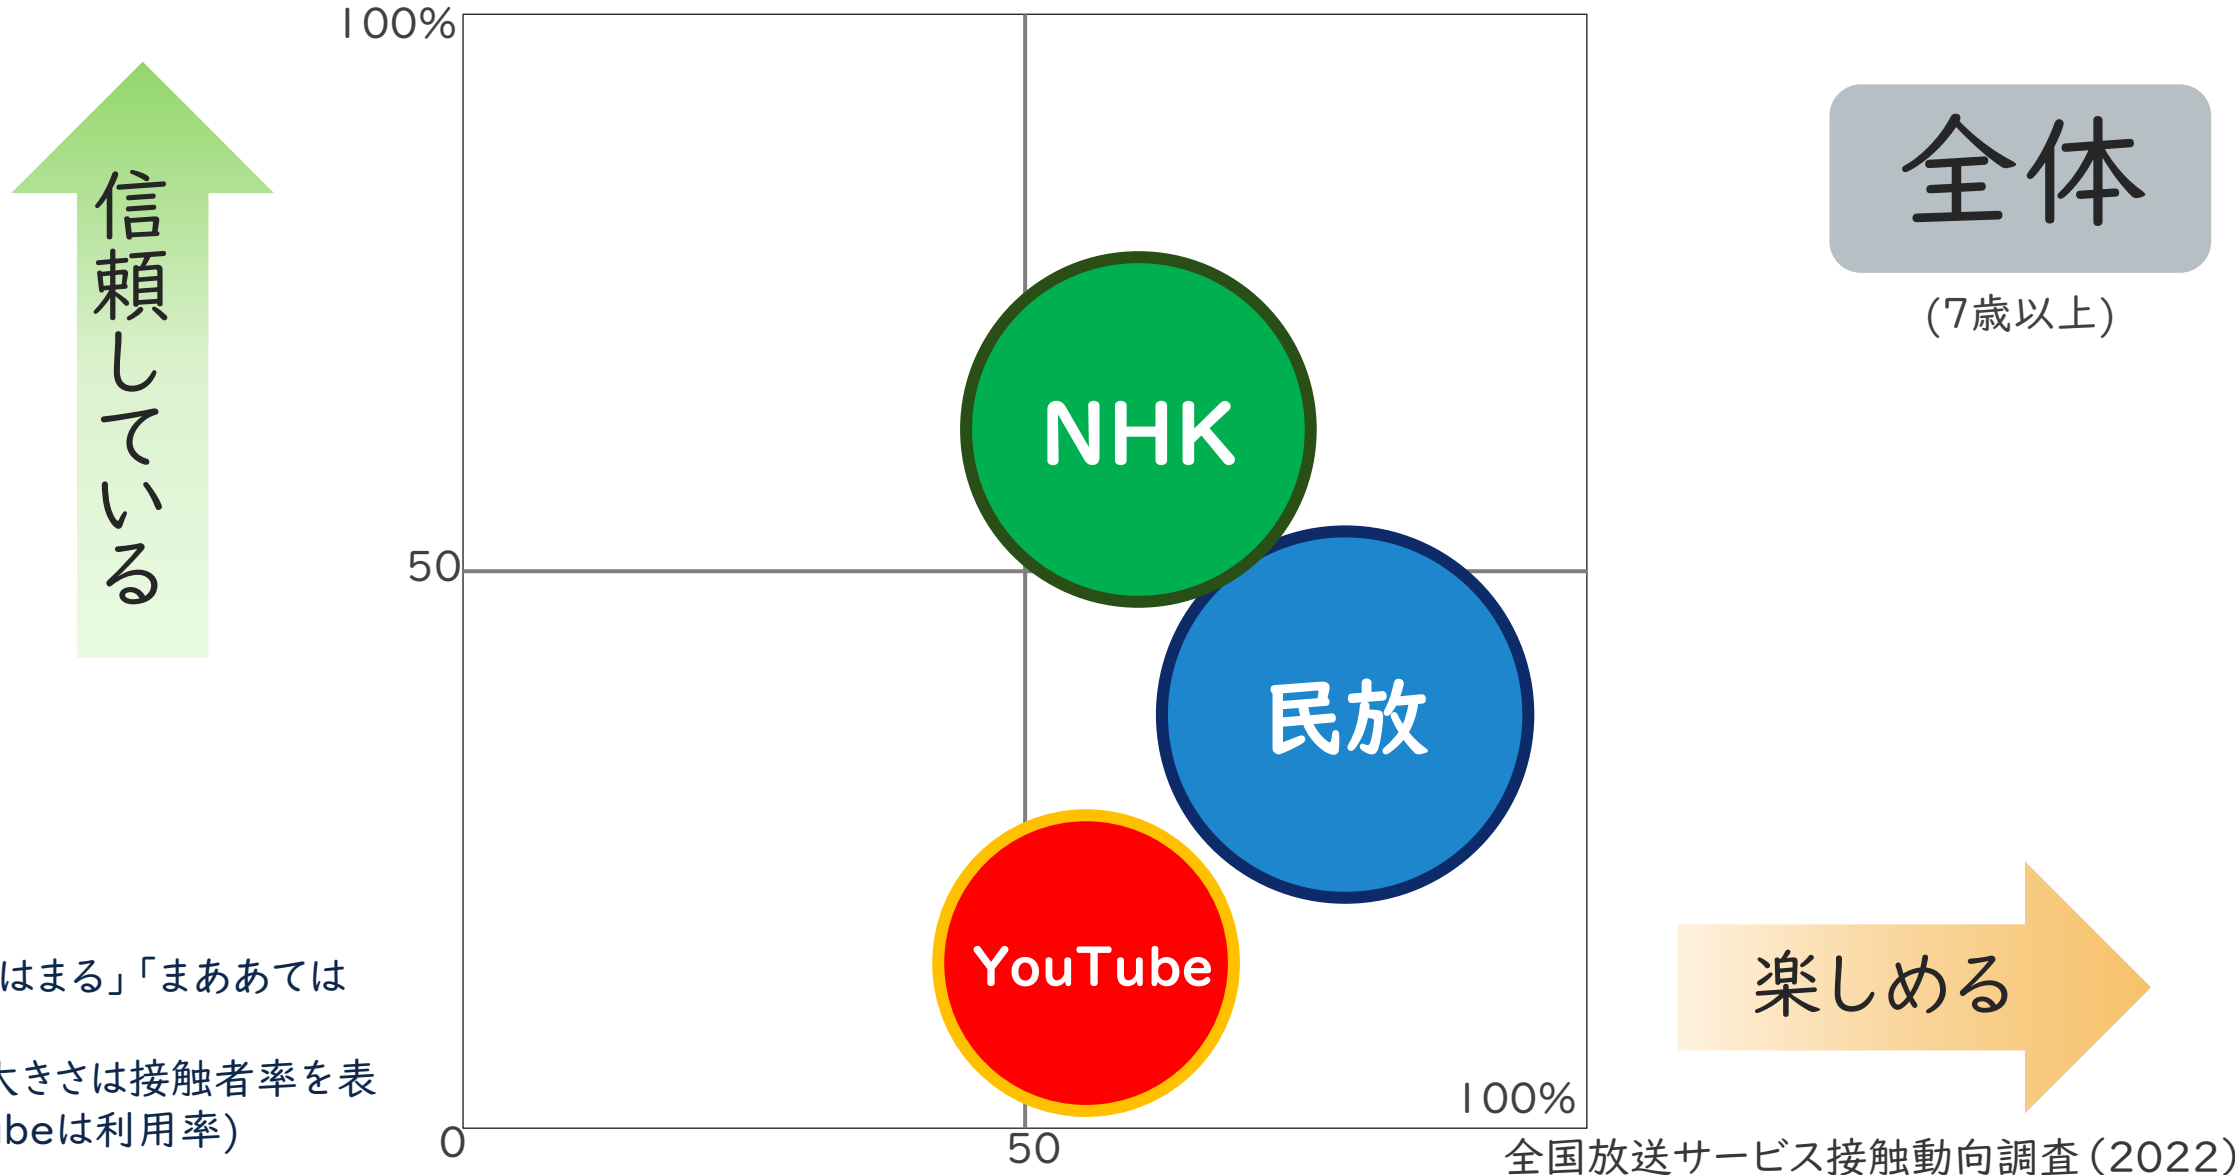 100%
信頼している
全体
(7歳以上)
NHK
50
民放
YouTube
はまる」「まああては
楽しめる
大きさは接触者率を表
ubeは利用率)
100%
0
50
全国放送サービス接触動向調査(2022)